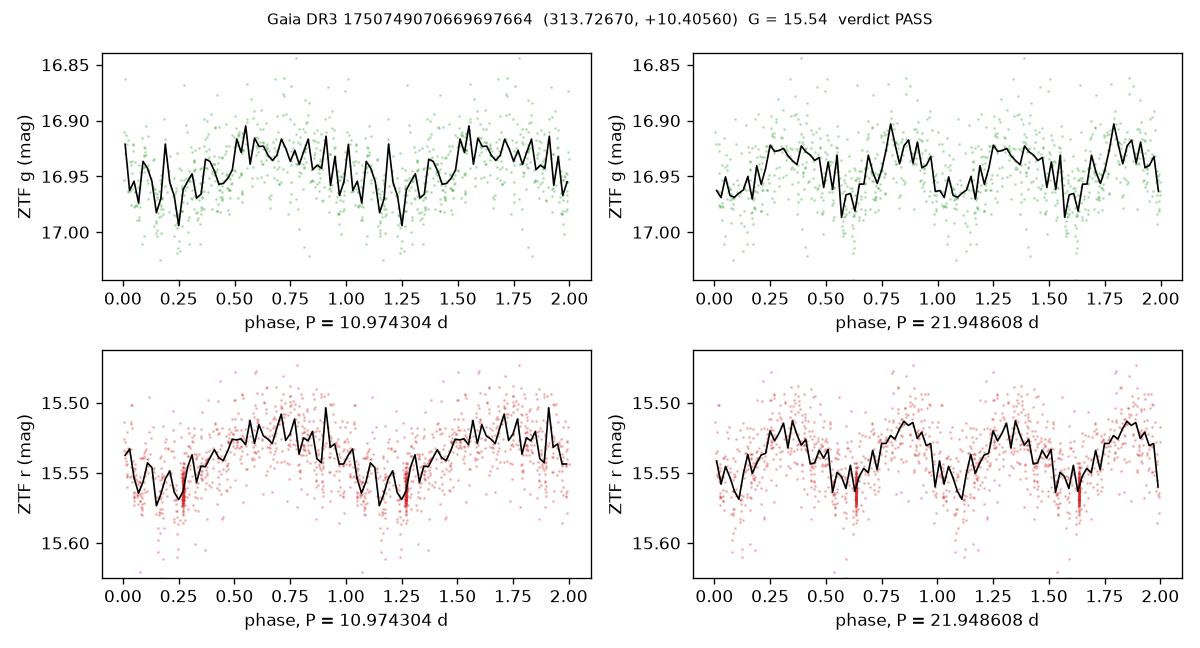 Gaia DR3 1750749070669697664  (313.72670, +10.40560)  G = 15.54  verdict PASS
ZTF g (mag)
16.85
16.90
16.95
17.00
0.00 0.25 0.50 0.75 1.00 1.25 1.50 1.75 2.00
phase, P = 10.974304 d
ZTF g (mag)
16.85
16.90
16.95
17.00
0.00 0.25 0.50 0.75 1.00 1.25 1.50 1.75 2.00
phase, P = 21.948608 d
ZTF r (mag)
15.50
15.55
15.60
0.00 0.25 0.50 0.75 1.00 1.25 1.50 1.75 2.00
phase, P = 10.974304 d
ZTF r (mag)
15.50
15.55
15.60
0.00 0.25 0.50 0.75 1.00 1.25 1.50 1.75 2.00
phase, P = 21.948608 d